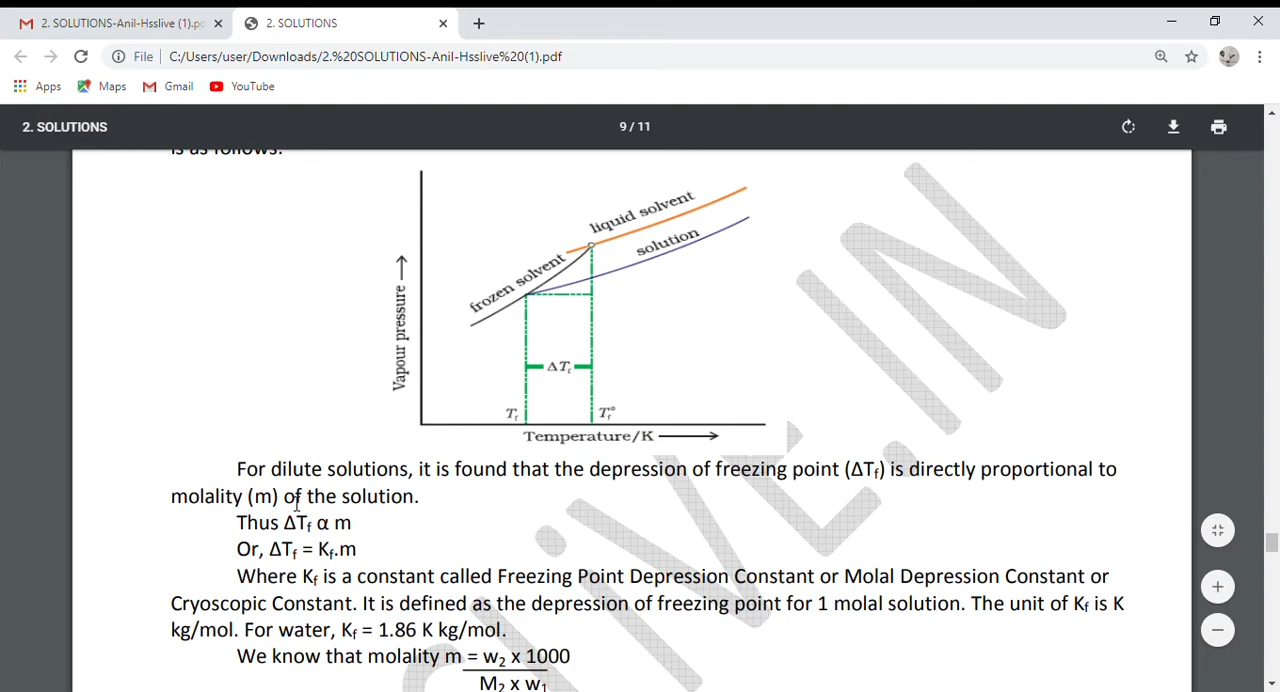 2. SOLUTIONS-Anil-Hsslive (1).pd
2. SOLUTIONS
File
C:/Users/user/Downloads/2.%20SOLUTIONS-Anil-Hsslive%20(1).pdf
Apps Maps Gmail YouTube
2. SOLUTIONS
9 / 11
is as follows:
liquid solvent
solution
frozen solvent
Vapour pressure
ΔTf
Tf
Tf°
Temperature/K
For dilute solutions, it is found that the depression of freezing point (ΔTf) is directly proportional to
molality (m) of the solution.
Thus ΔTf α m
Or, ΔTf = Kf.m
Where Kf is a constant called Freezing Point Depression Constant or Molal Depression Constant or
Cryoscopic Constant. It is defined as the depression of freezing point for 1 molal solution. The unit of Kf is K
kg/mol. For water, Kf = 1.86 K kg/mol.
We know that molality m = w2 x 1000
M2 x w1